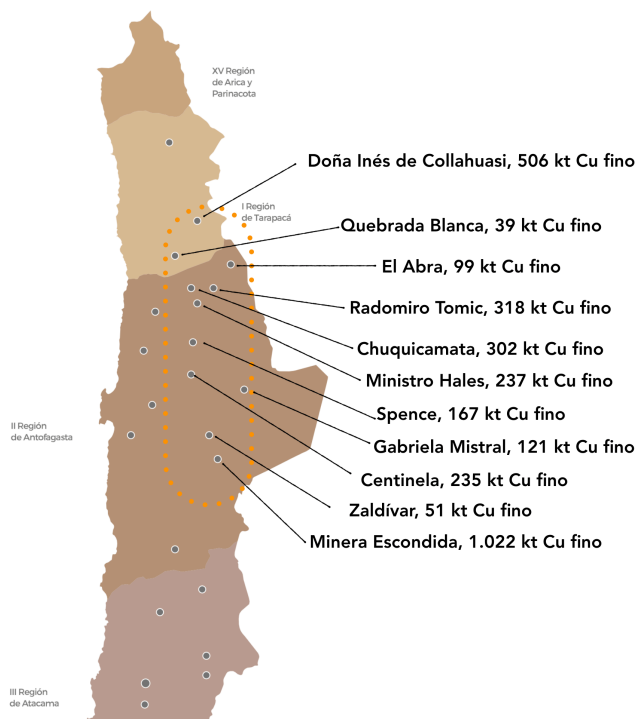 XV Región
de Arica y
Parinacota
Doña Inés de Collahuasi, 506 kt Cu fino
I Región
de Tarapacá
Quebrada Blanca, 39 kt Cu fino
El Abra, 99 kt Cu fino
Radomiro Tomic, 318 kt Cu fino
Chuquicamata, 302 kt Cu fino
Ministro Hales, 237 kt Cu fino
Spence, 167 kt Cu fino
II Región
de Antofagasta
Gabriela Mistral, 121 kt Cu fino
Centinela, 235 kt Cu fino
Zaldívar, 51 kt Cu fino
Minera Escondida, 1.022 kt Cu fino
III Región
de Atacama